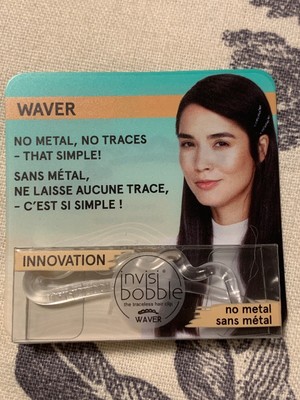 WAVER
NO METAL, NO TRACES
– THAT SIMPLE!
SANS MÉTAL,
NE LAISSE AUCUNE TRACE,
– C'EST SI SIMPLE !
INNOVATION
invisi
bobble
the traceless hair clip
WAVER
no metal
sans métal